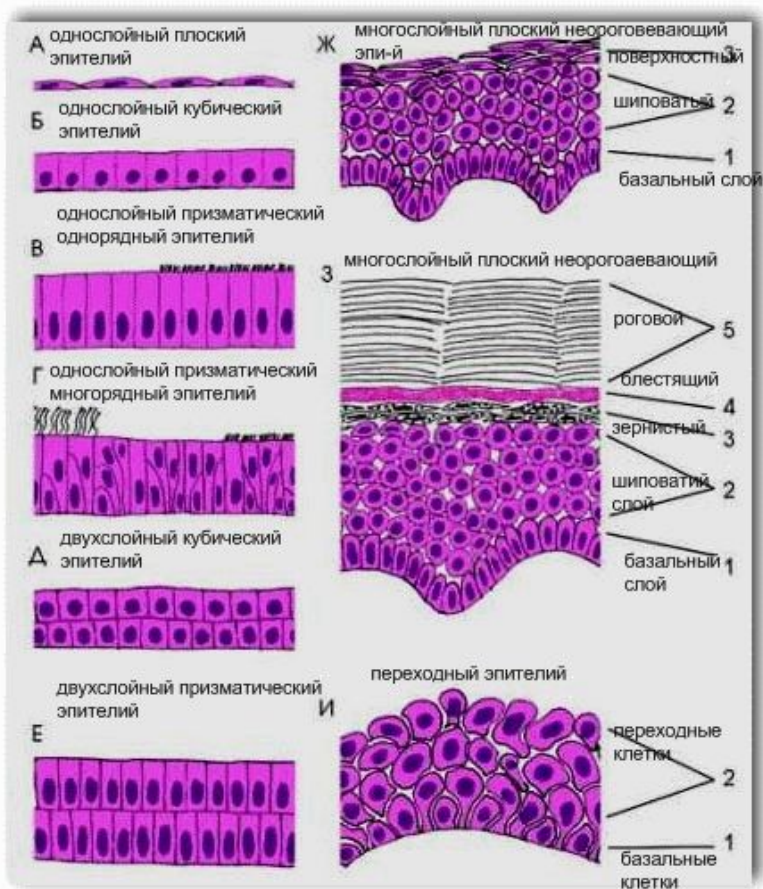 А однослойный плоский
эпителий
Б однослойный кубический
эпителий
однослойный призматический
В однорядный эпителий
Г однослойный призматический
многорядный эпителий
Д двухслойный кубический
эпителий
двухслойный призматический
эпителий
Е
Ж многослойный плоский неороговевающий
эпи-й
3
поверхностный
шиповатый 2
1
базальный слой
З многослойный плоский неорогоаевающий
роговой 5
блестящий
4
зернистый 3
шиповатий 2
слой
базальный 1
слой
переходный эпителий
И
переходные
клетки 2
1
базальные
клетки